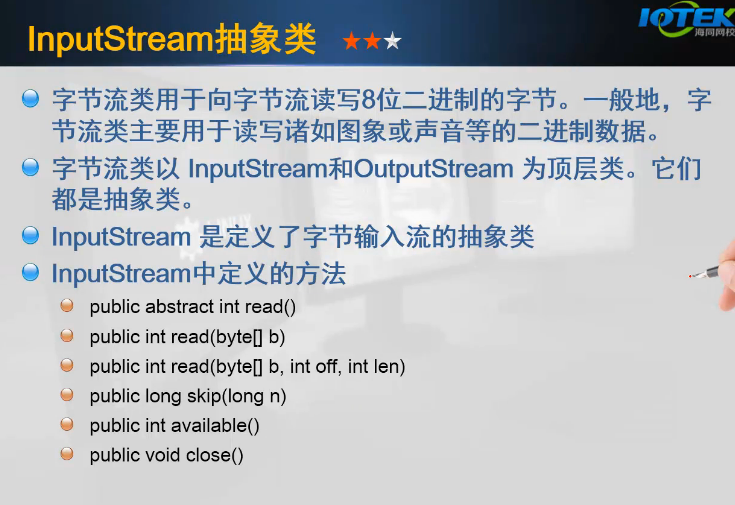 InputStream抽象类
IOTEK
海同网校
字节流类用于向字节流读写8位二进制的字节。一般地，字
节流类主要用于读写诸如图象或声音等的二进制数据。
字节流类以 InputStream和OutputStream 为顶层类。它们
都是抽象类。
InputStream 是定义了字节输入流的抽象类
InputStream中定义的方法
public abstract int read()
public int read(byte[] b)
public int read(byte[] b, int off, int len)
public long skip(long n)
public int available()
public void close()